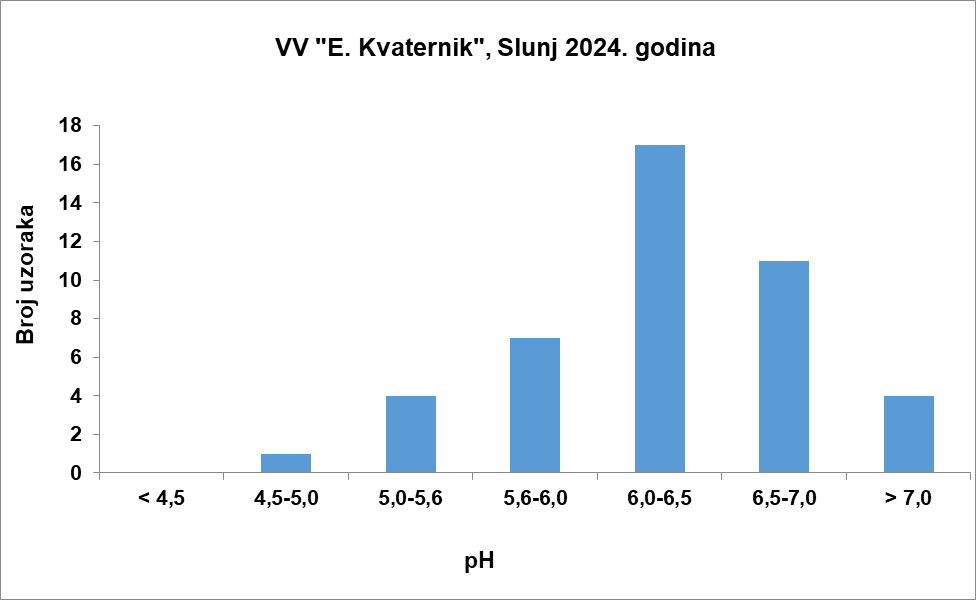 VV "E. Kvaternik", Slunj 2024. godina
Broj uzoraka
18
16
14
12
10
8
6
4
2
0
< 4,5 4,5-5,0 5,0-5,6 5,6-6,0 6,0-6,5 6,5-7,0 > 7,0
pH